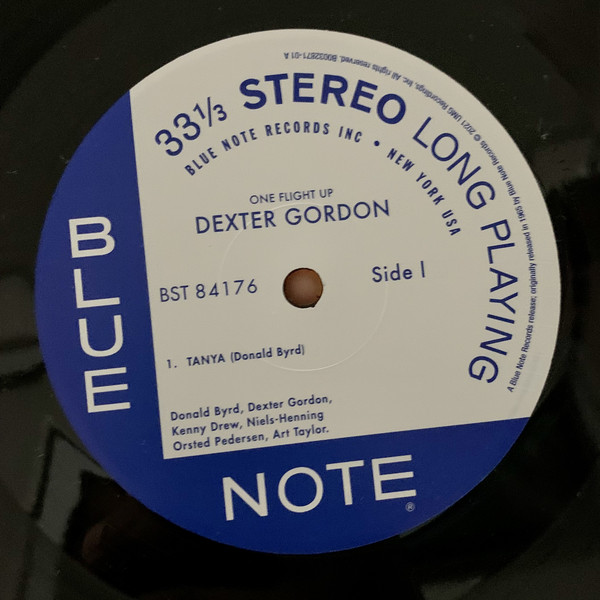 33⅓ STEREO LONG PLAYING
BLUE NOTE RECORDS INC • NEW YORK USA
ONE FLIGHT UP
DEXTER GORDON
BST 84176
Side 1
1. TANYA (Donald Byrd)
Donald Byrd, Dexter Gordon,
Kenny Drew, Niels-Henning
Orsted Pedersen, Art Taylor.
BLUE
NOTE®
A Blue Note Records release; originally released in 1965 by Blue Note Records © 2021 UMG Recordings, Inc. All rights reserved. B0032871-01 A